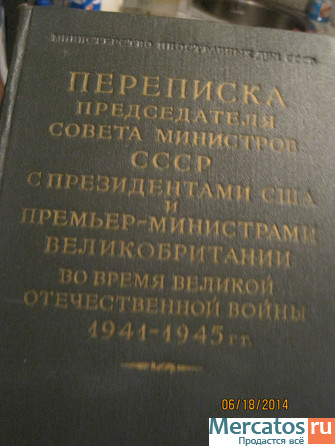 МИНИСТЕРСТВО ИНОСТРАННЫХ ДЕЛ СССР
ПЕРЕПИСКА
ПРЕДСЕДАТЕЛЯ
СОВЕТА МИНИСТРОВ
СССР
С ПРЕЗИДЕНТАМИ США
И
ПРЕМЬЕР-МИНИСТРАМИ
ВЕЛИКОБРИТАНИИ
ВО ВРЕМЯ ВЕЛИКОЙ
ОТЕЧЕСТВЕННОЙ ВОЙНЫ
1941-1945 гг.
06/18/2014
Mercatos.ru
Продастся всё